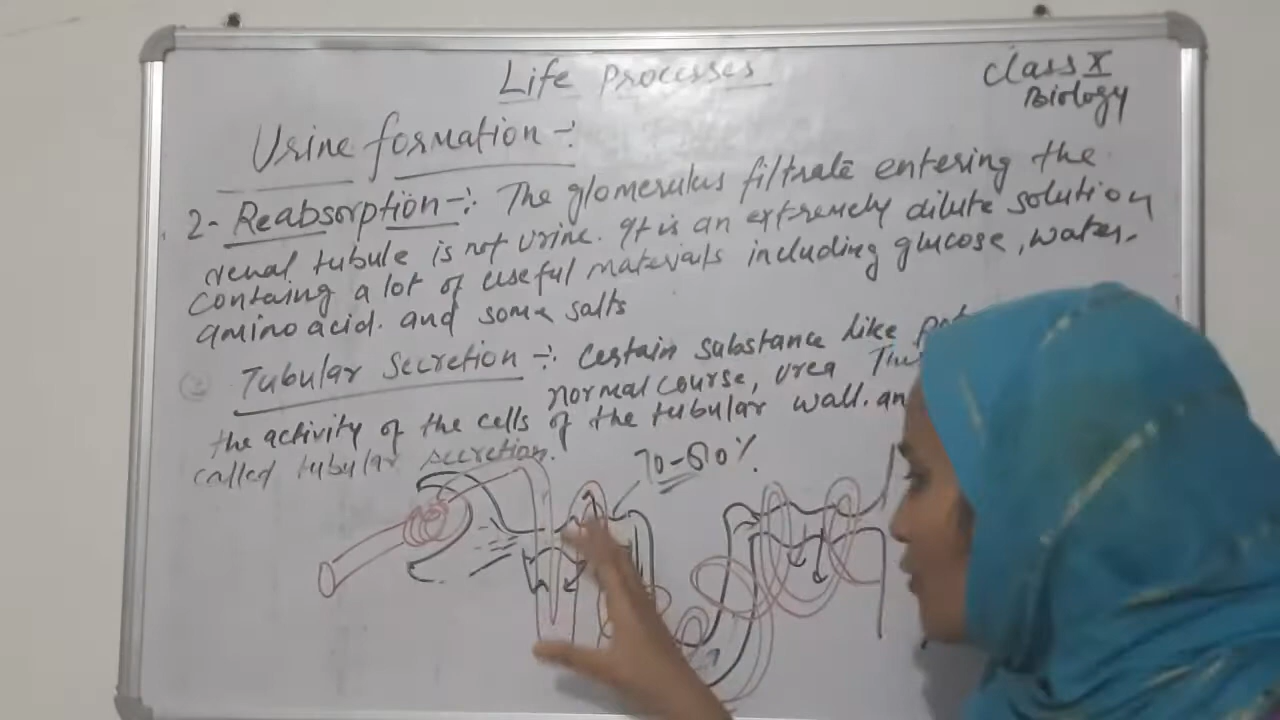 Life Processes
Class X
Biology
Urine formation -:
2- Reabsorption -: The glomerulus filtrate entering the
renal tubule is not urine. It is an extremely dilute solution
containg a lot of useful materials including glucose, water,
amino acid. and some salts
Tubular Secretion -: Certain substance like
normal course, urea
the activity of the cells of the tubular wall. an
called tubular secretion.